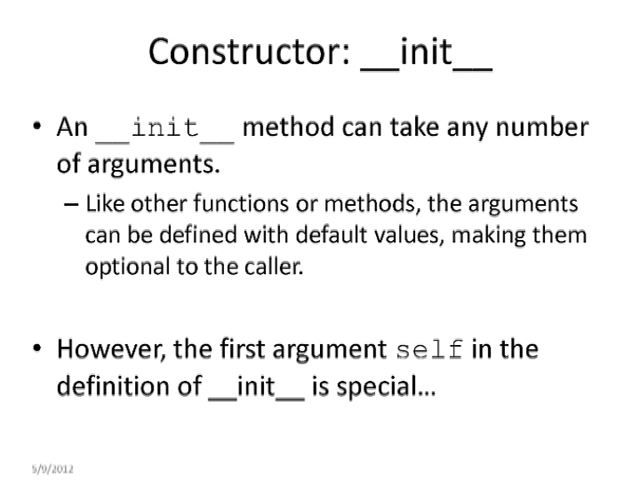 Constructor: __init__
• An __init__ method can take any number
of arguments.
– Like other functions or methods, the arguments
can be defined with default values, making them
optional to the caller.
• However, the first argument self in the
definition of __init__ is special…
5/9/2012